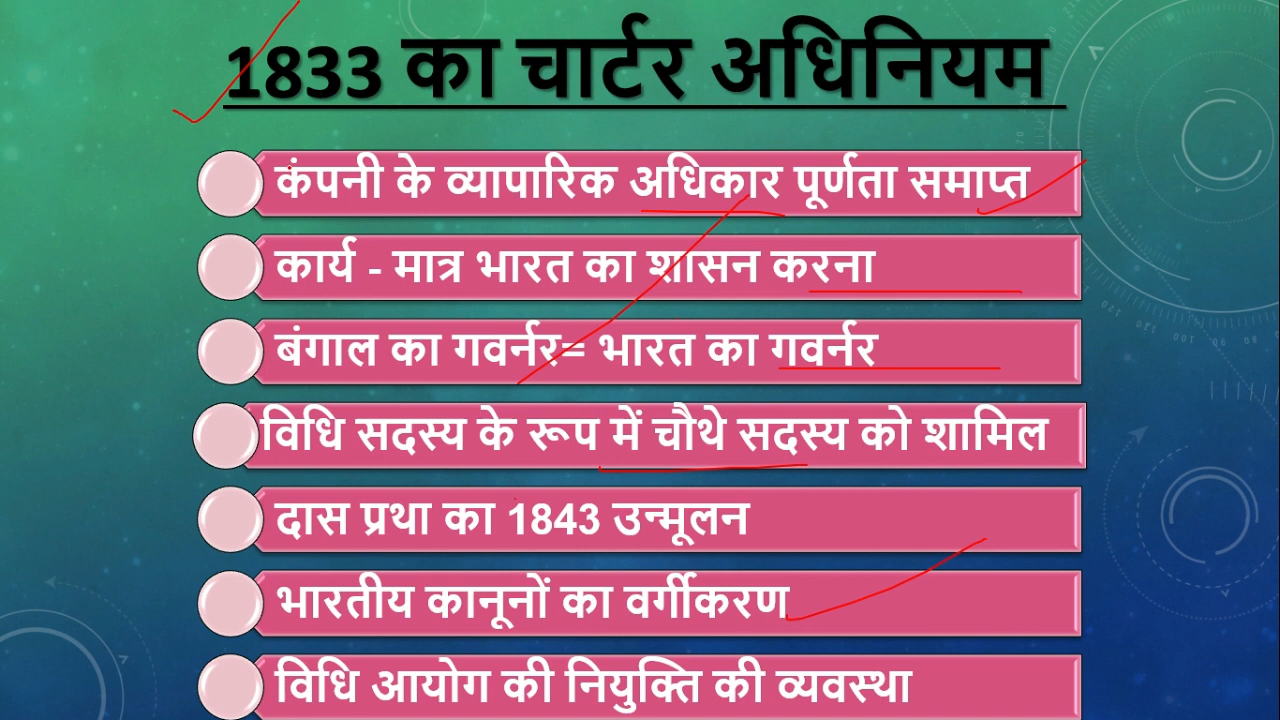 1833 का चार्टर अधिनियम
कंपनी के व्यापारिक अधिकार पूर्णता समाप्त
कार्य - मात्र भारत का शासन करना
बंगाल का गवर्नर= भारत का गवर्नर
विधि सदस्य के रूप में चौथे सदस्य को शामिल
दास प्रथा का 1843 उन्मूलन
भारतीय कानूनों का वर्गीकरण
विधि आयोग की नियुक्ति की व्यवस्था